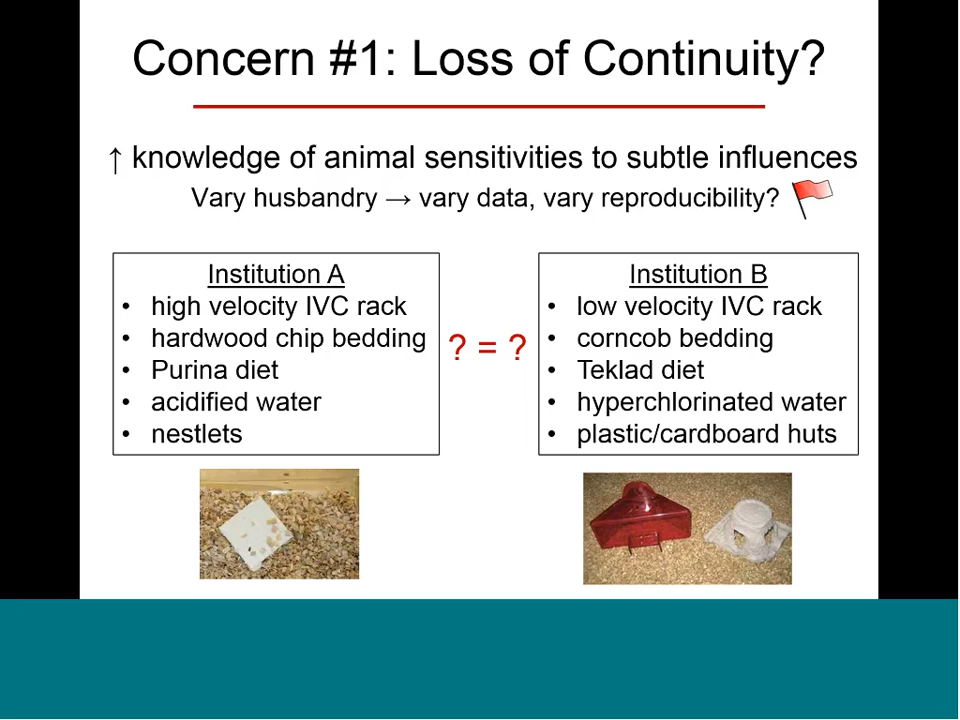 Concern #1: Loss of Continuity?
↑ knowledge of animal sensitivities to subtle influences
Vary husbandry → vary data, vary reproducibility?
Institution A
• high velocity IVC rack
• hardwood chip bedding
• Purina diet
• acidified water
• nestlets
? = ?
Institution B
• low velocity IVC rack
• corncob bedding
• Teklad diet
• hyperchlorinated water
• plastic/cardboard huts